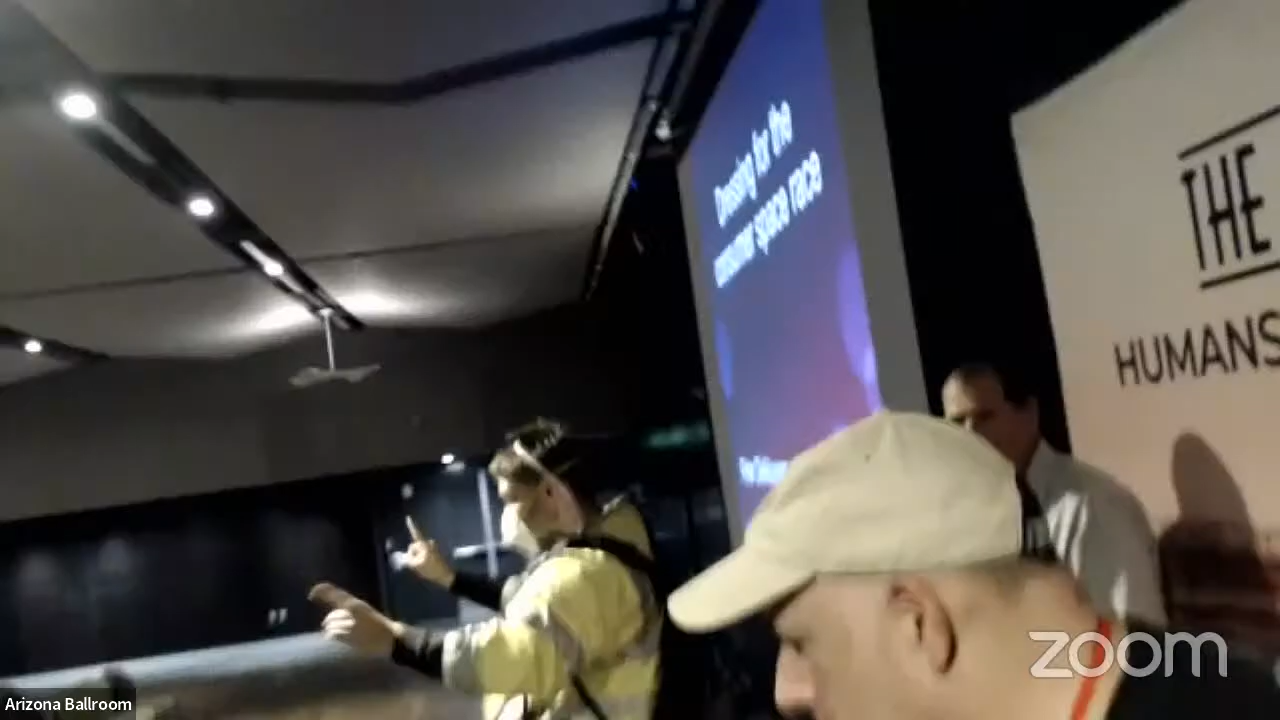 Dressing for the
consumer space race
THE
HUMANS
zoom
Arizona Ballroom